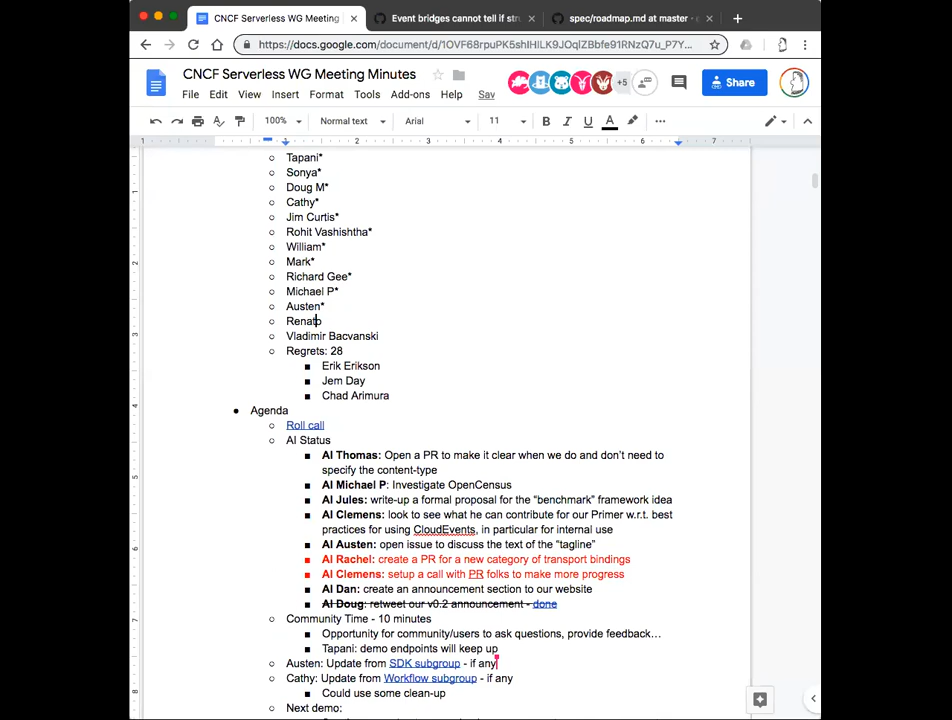 CNCF Serverless WG Meeting
Event bridges cannot tell if str
spec/roadmap.md at master ·
https://docs.google.com/document/d/1OVF68rpuPK5shIHILK9JOqIZBbfe91RNzQ7u_P7Y...
CNCF Serverless WG Meeting Minutes
File Edit View Insert Format Tools Add-ons Help Sav
+5
Share
100% Normal text Arial 11 B I U A
1 1 2 3 4 5 6 7
Tapani*
Sonya*
Doug M*
Cathy*
Jim Curtis*
Rohit Vashishtha*
William*
Mark*
Richard Gee*
Michael P*
Austen*
Renato
Vladimir Bacvanski
Regrets: 28
Erik Erikson
Jem Day
Chad Arimura
Agenda
Roll call
AI Status
AI Thomas: Open a PR to make it clear when we do and don't need to
specify the content-type
AI Michael P: Investigate OpenCensus
AI Jules: write-up a formal proposal for the "benchmark" framework idea
AI Clemens: look to see what he can contribute for our Primer w.r.t. best
practices for using CloudEvents, in particular for internal use
AI Austen: open issue to discuss the text of the "tagline"
AI Rachel: create a PR for a new category of transport bindings
AI Clemens: setup a call with PR folks to make more progress
AI Dan: create an announcement section to our website
AI Doug: retweet our v0.2 announcement - done
Community Time - 10 minutes
Opportunity for community/users to ask questions, provide feedback…
Tapani: demo endpoints will keep up
Austen: Update from SDK subgroup - if any
Cathy: Update from Workflow subgroup - if any
Could use some clean-up
Next demo: